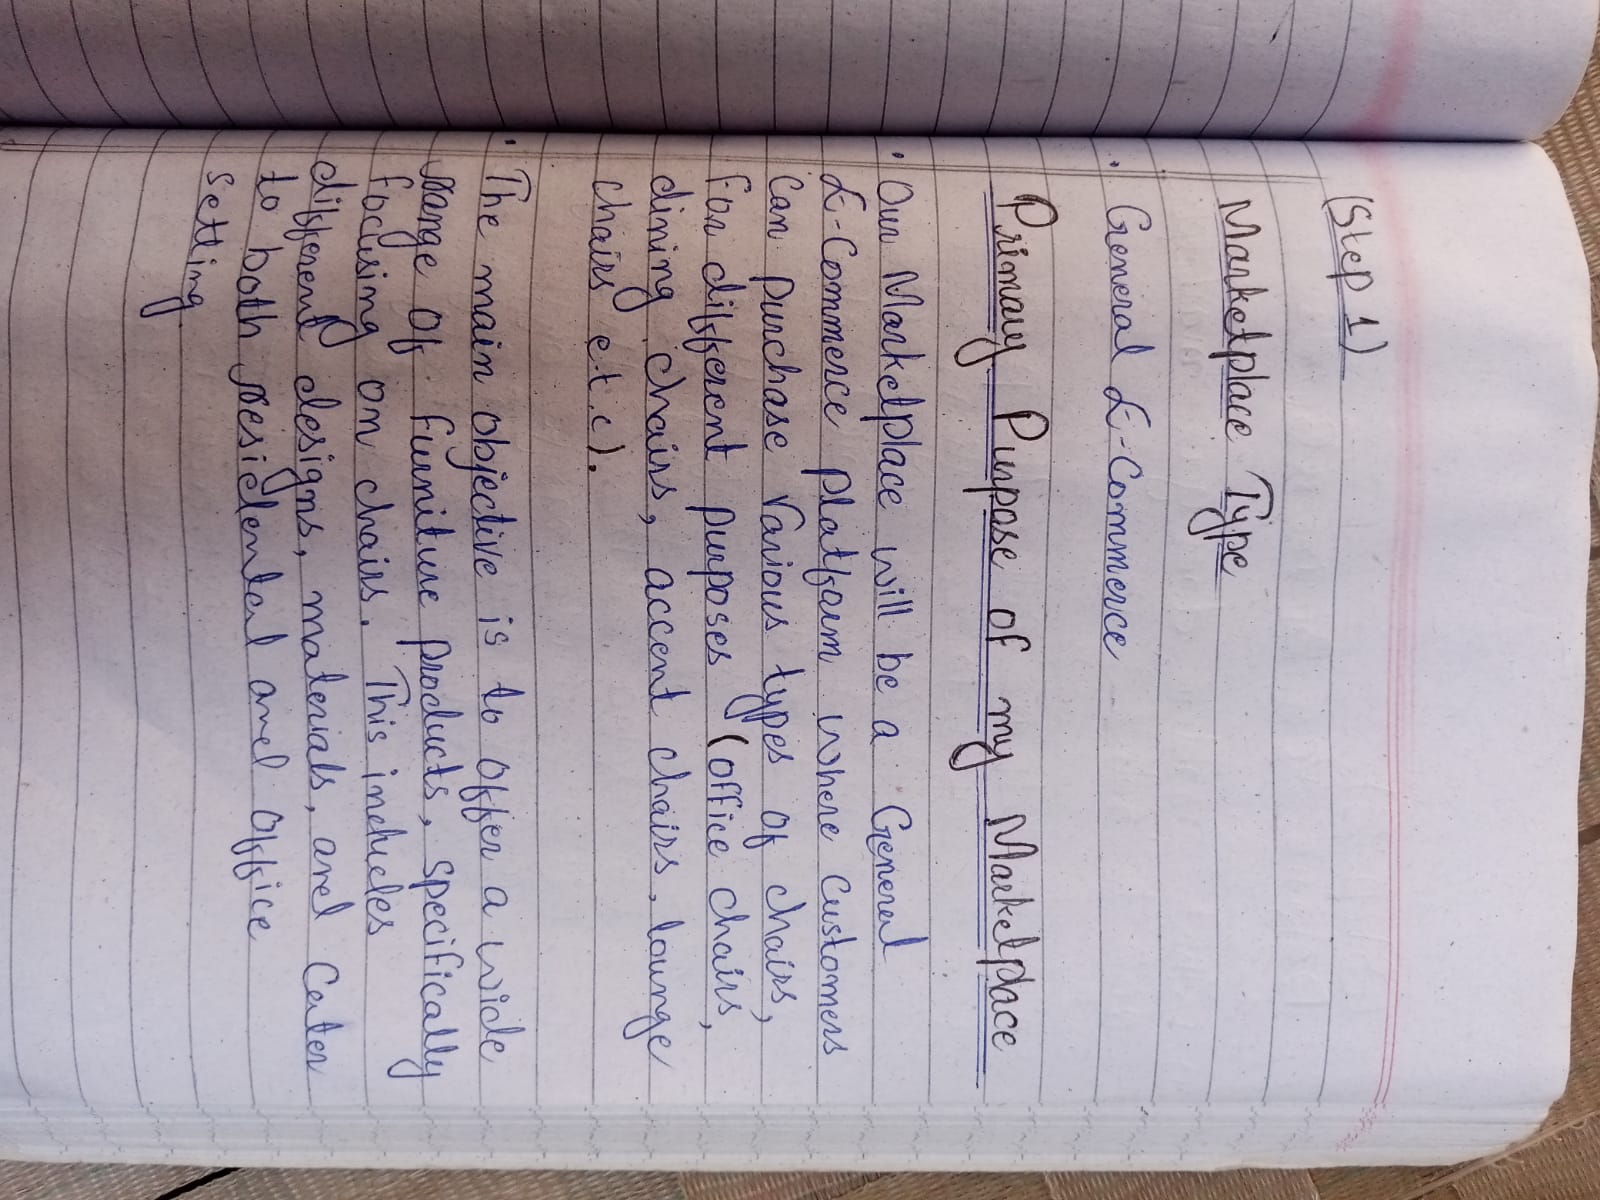 (Step 1)
Marketplace Type
. General E-Commerce
Primary Purpose of my Marketplace
. Our Marketplace will be a General
E-Commerce platform where customers
Can purchase various types of chairs,
for different purposes (office chairs,
dining chairs, accent chairs, lounge
chairs e.t.c).
. The main objective is to offer a wide
range of furniture products, specifically
focusing on chairs. This includes
different designs, materials, and cater
to both residental and office
setting